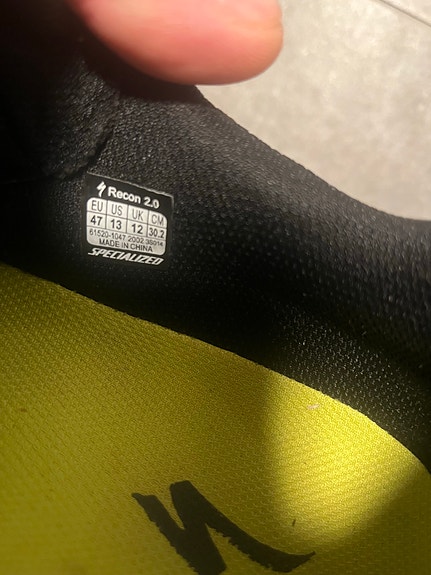 Recon 2.0
EU US UK CM
47 13 12 30.2
61520-1047 2002 3S014
MADE IN CHINA
SPECIALIZED